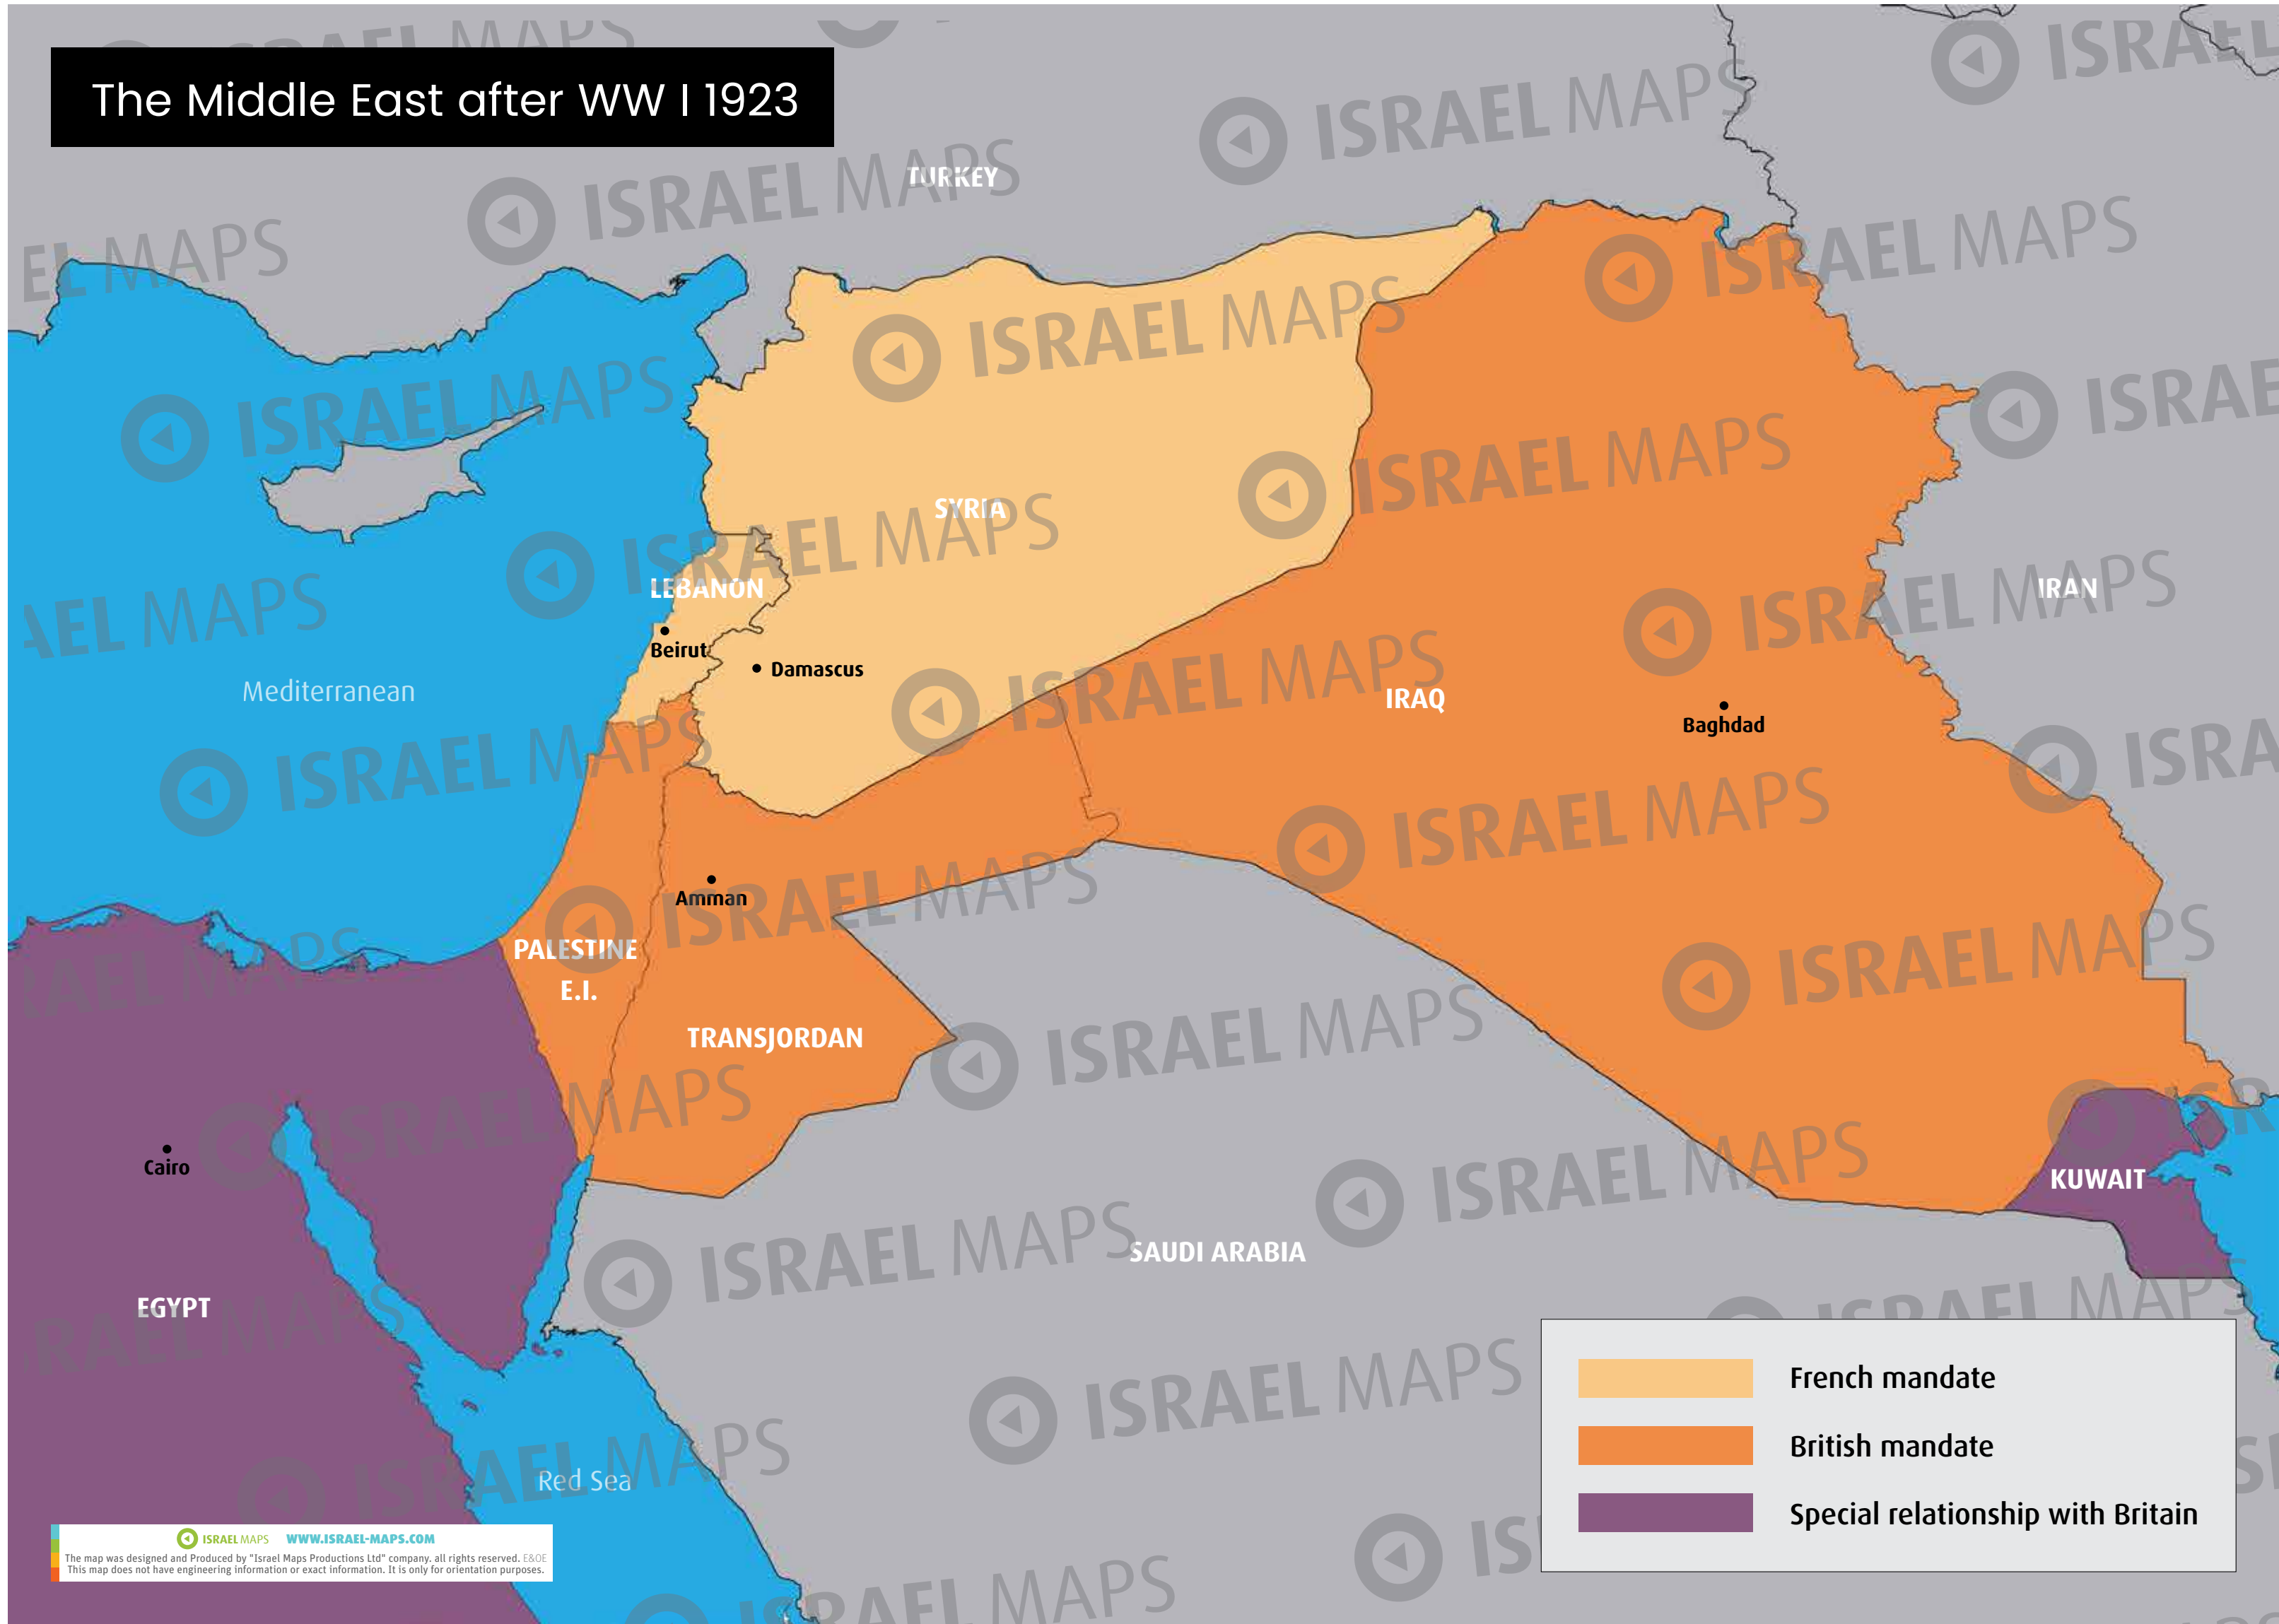 The Middle East after WW I 1923
TURKEY
SYRIA
LEBANON
Beirut
Damascus
IRAN
Mediterranean
IRAQ
Baghdad
Amman
PALESTINE
E.I.
TRANSJORDAN
Cairo
KUWAIT
SAUDI ARABIA
EGYPT
Red Sea
French mandate
British mandate
Special relationship with Britain
ISRAEL MAPS WWW.ISRAEL-MAPS.COM
The map was designed and Produced by "Israel Maps Productions Ltd" company. all rights reserved. E&OE
This map does not have engineering information or exact information. It is only for orientation purposes.
ISRAEL MAPS